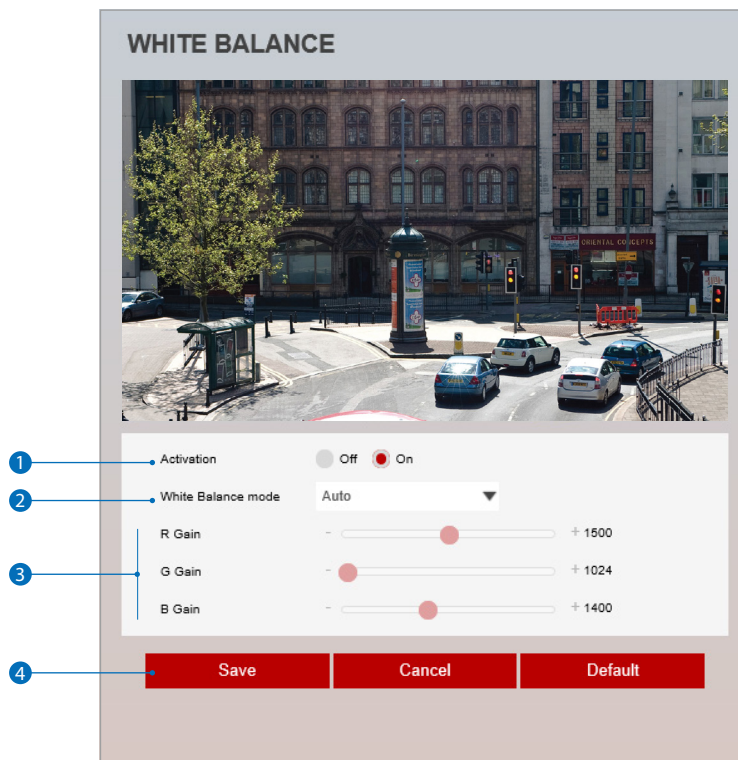 WHITE BALANCE
ORIENTAL CONCEPTS
1 Activation Off On
2 White Balance mode Auto
R Gain - + 1500
3 G Gain - + 1024
B Gain - + 1400
4 Save Cancel Default